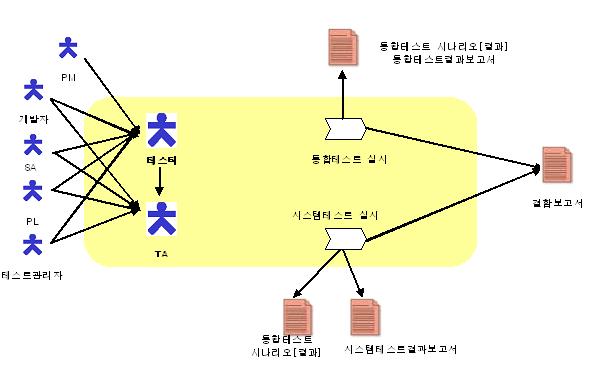 통합테스트 시나리오[결과]
통합테스트결과보고서
PM
개발자
테스터
통합테스트 실시
SA
결함보고서
PL
시스템테스트 실시
TA
테스트관리자
통합테스트
시나리오[결과]
시스템테스트결과보고서